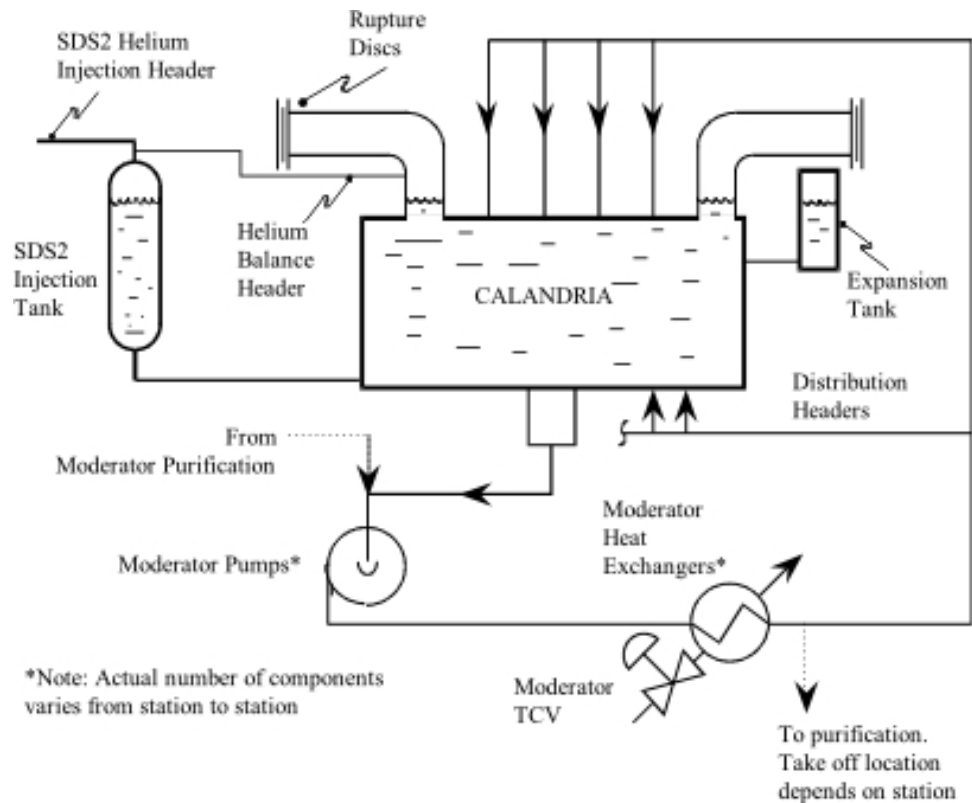 Rupture
Discs
SDS2 Helium
Injection Header
SDS2
Injection
Tank
Helium
Balance
Header
CALANDRIA
Expansion
Tank
Distribution
Headers
From
Moderator Purification
Moderator
Heat
Exchangers*
Moderator Pumps*
*Note: Actual number of components
varies from station to station
Moderator
TCV
To purification.
Take off location
depends on station